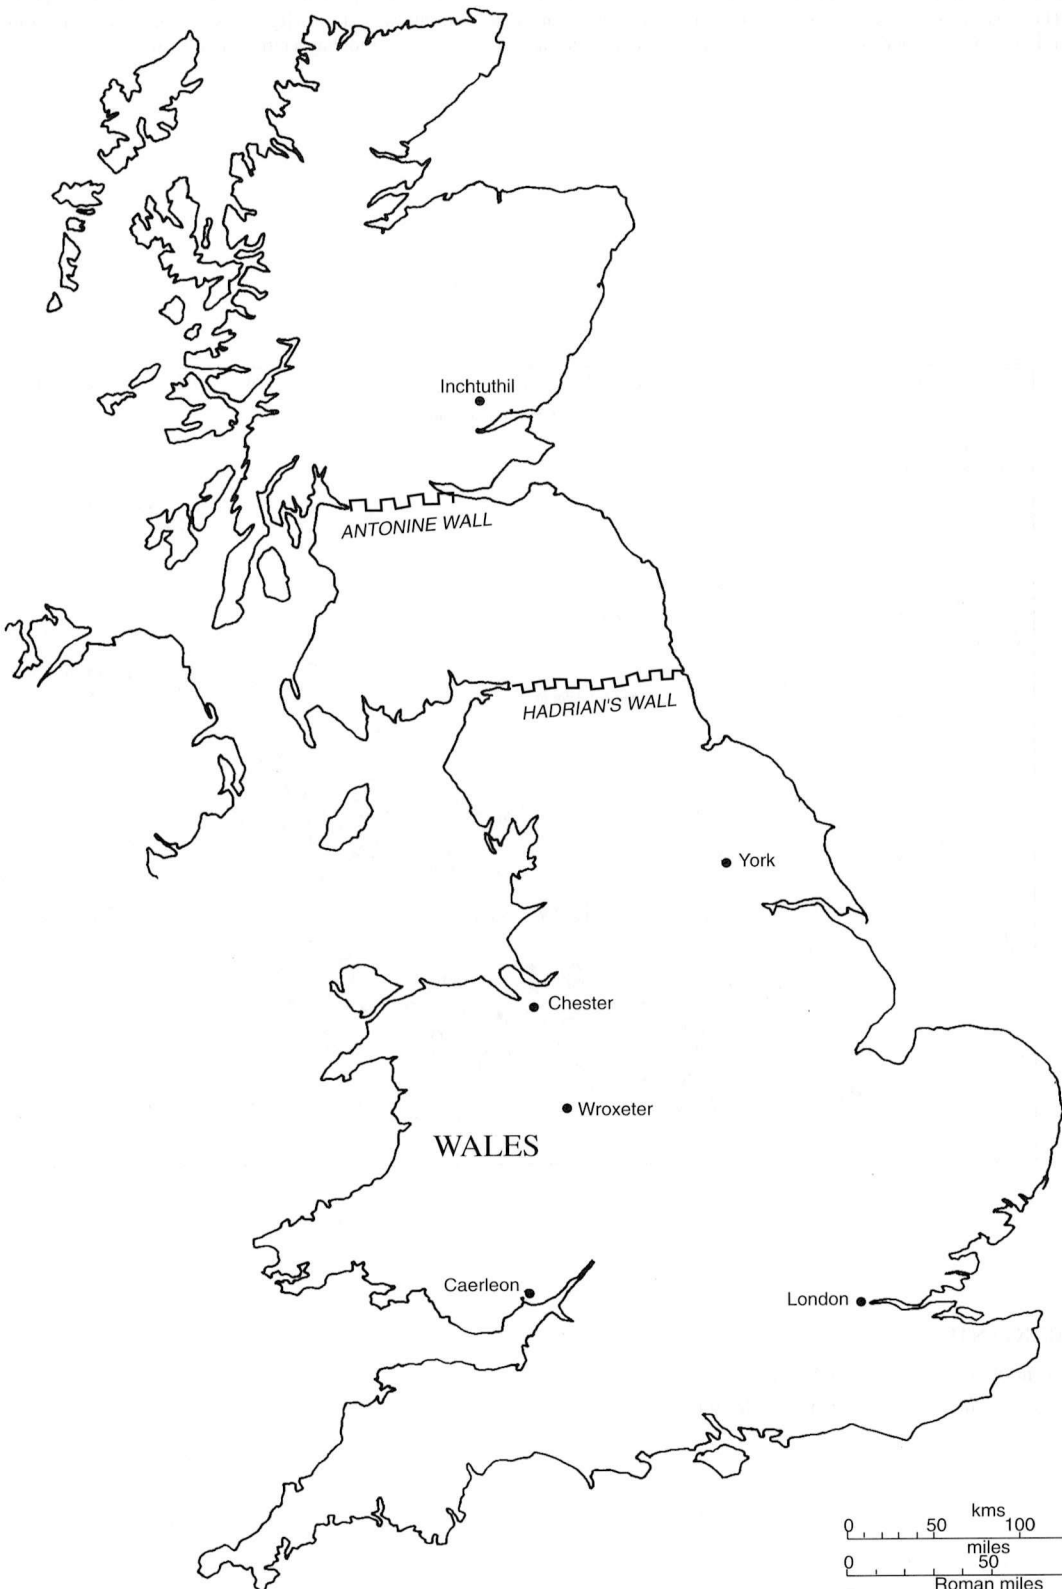 Inchtuthil
ANTONINE WALL
HADRIAN'S WALL
York
Chester
Wroxeter
WALES
Caerleon
London
kms
0 50 100
miles
0 50
Roman miles